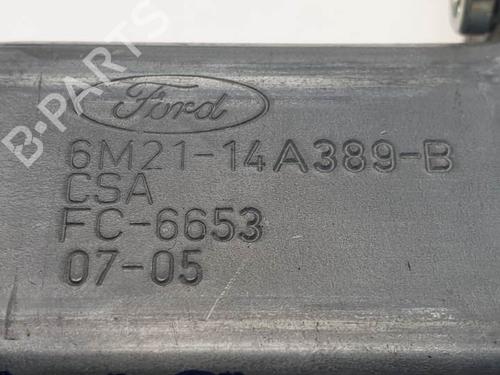 Ford
6M21-14A389-B
CSA
FC-6653
07-05
B-PARTS